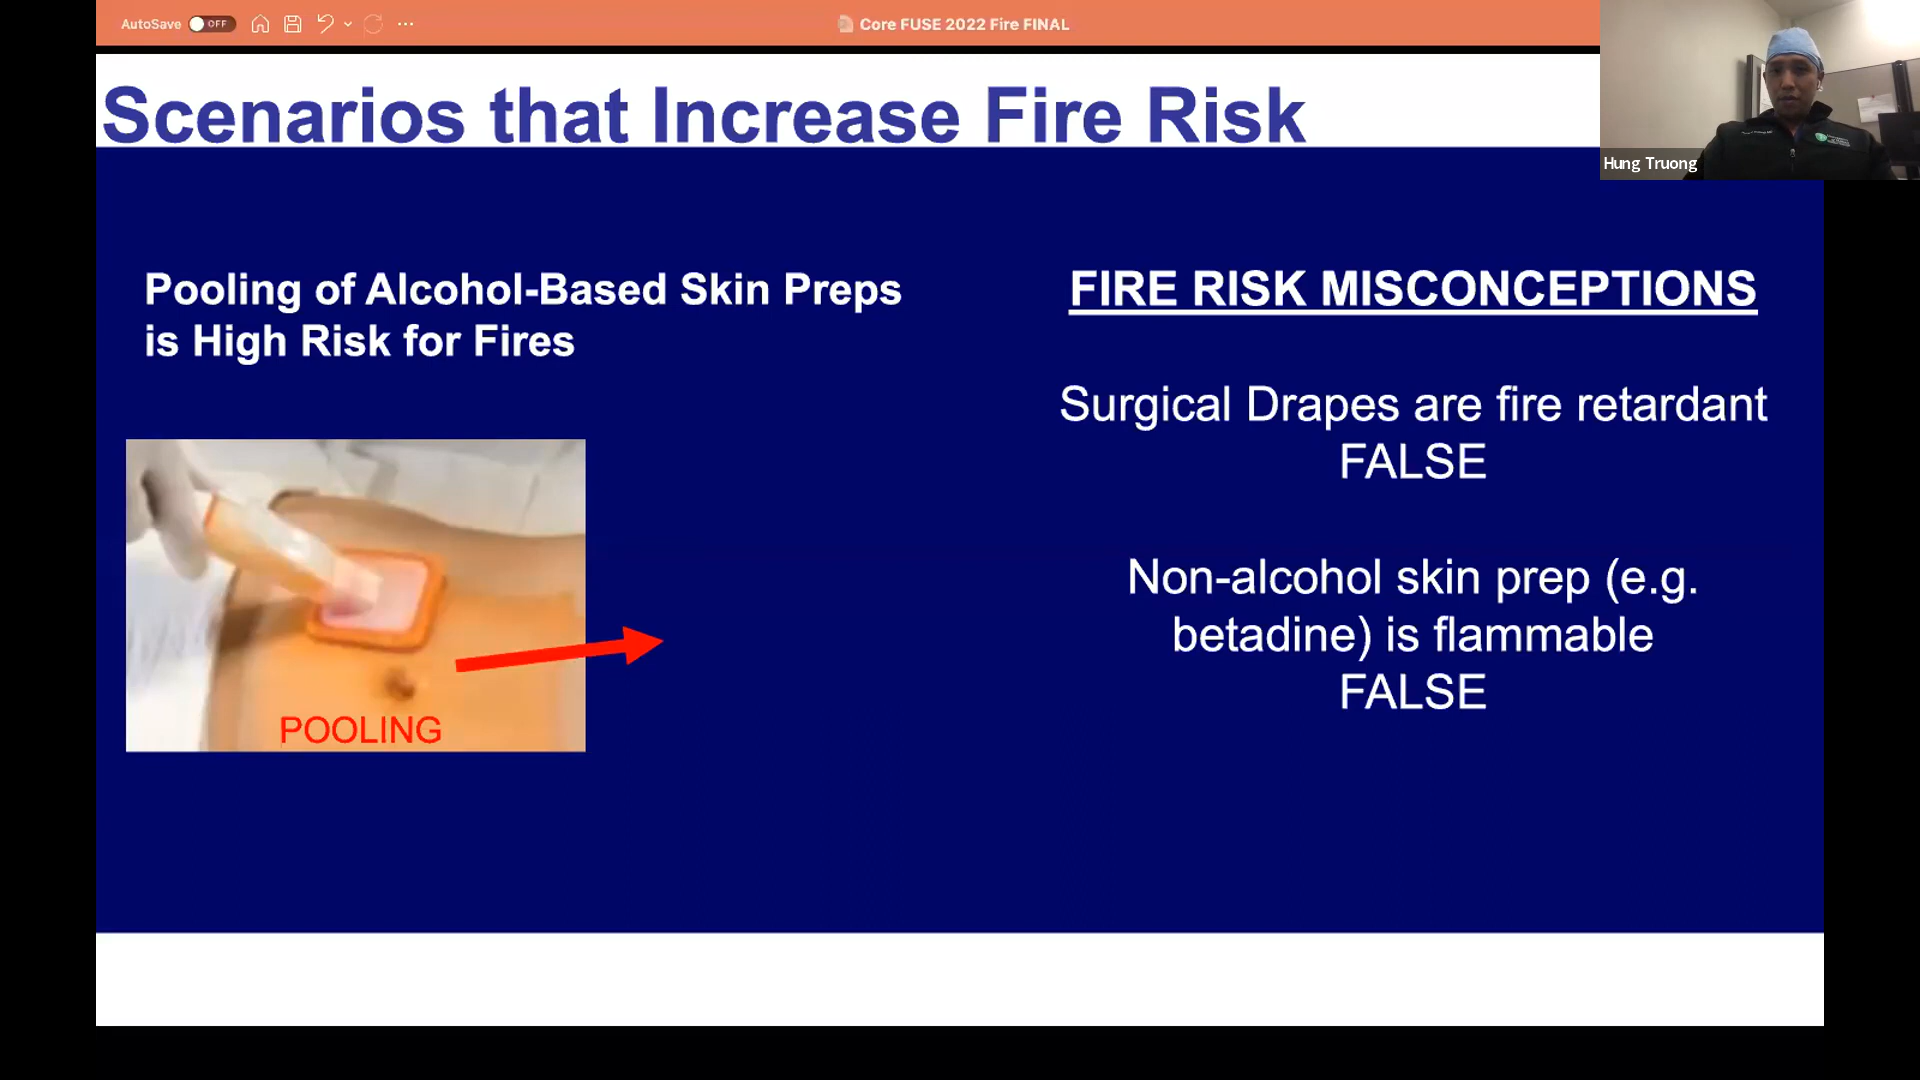 AutoSave OFF
Core FUSE 2022 Fire FINAL
Scenarios that Increase Fire Risk
Hung Truong
Pooling of Alcohol-Based Skin Preps
is High Risk for Fires
POOLING
FIRE RISK MISCONCEPTIONS
Surgical Drapes are fire retardant
FALSE
Non-alcohol skin prep (e.g.
betadine) is flammable
FALSE